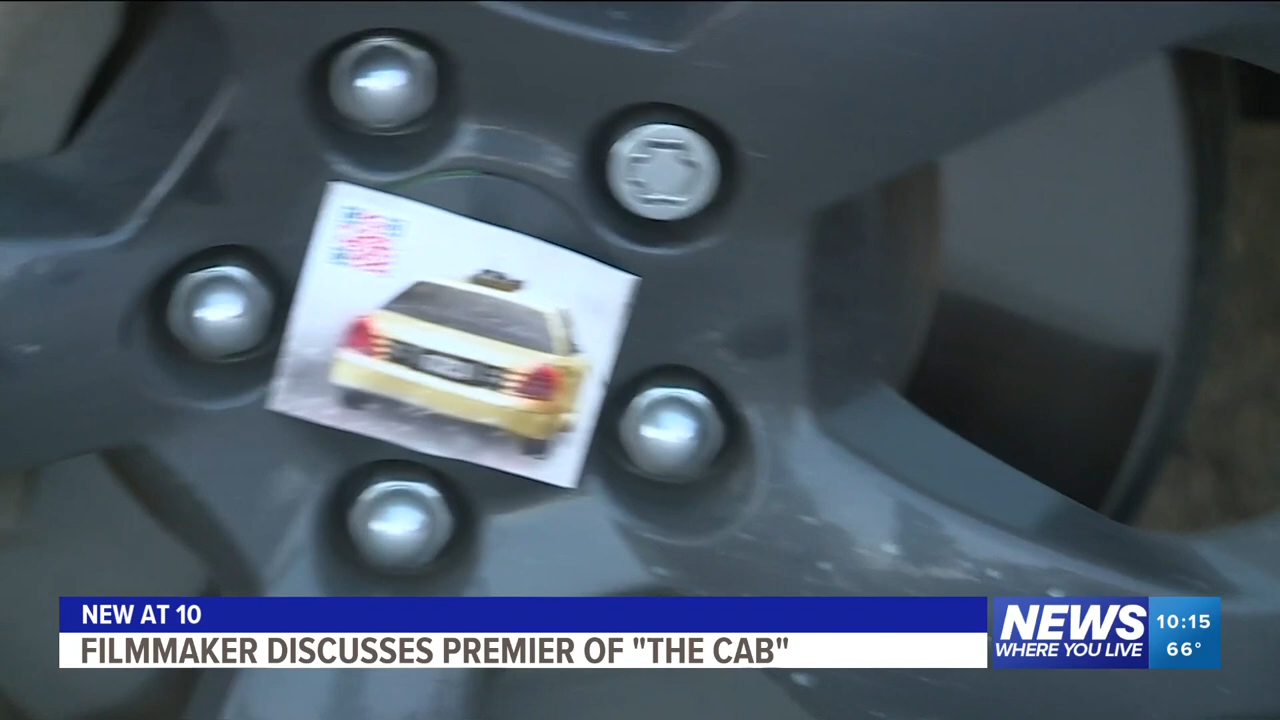 NEW AT 10
FILMMAKER DISCUSSES PREMIER OF "THE CAB"
NEWS
WHERE YOU LIVE
10:15
66°